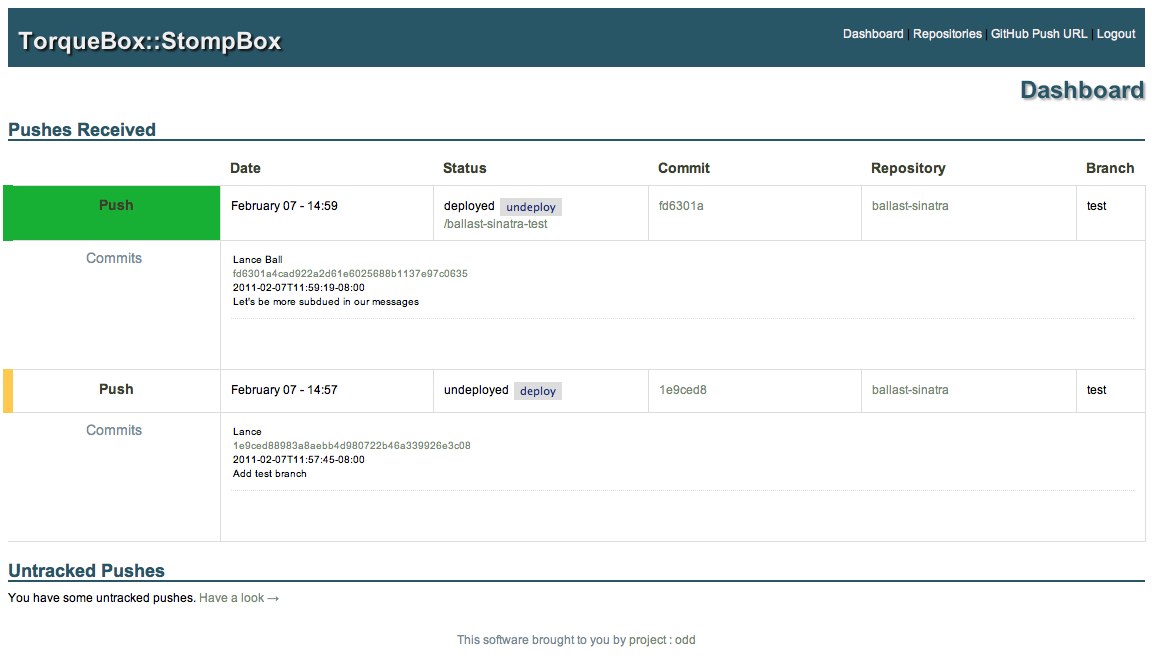 TorqueBox::StompBox
Dashboard | Repositories | GitHub Push URL | Logout
Dashboard
Pushes Received
Date Status Commit Repository Branch
Push February 07 - 14:59 deployed undeploy fd6301a ballast-sinatra test
/ballast-sinatra-test
Commits Lance Ball
fd6301a4cad922a2d61e6025688b1137e97c0635
2011-02-07T11:59:19-08:00
Let's be more subdued in our messages
Push February 07 - 14:57 undeployed deploy 1e9ced8 ballast-sinatra test
Commits Lance
1e9ced88983a8aebb4d980722b46a339926e3c08
2011-02-07T11:57:45-08:00
Add test branch
Untracked Pushes
You have some untracked pushes. Have a look →
This software brought to you by project : odd